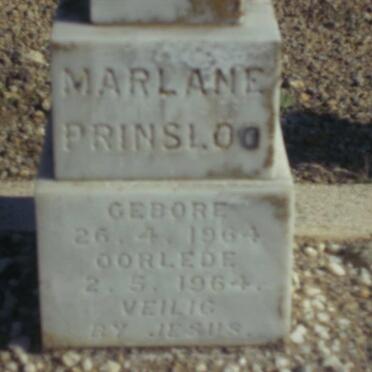 MARLANE
PRINSLOO
GEBORE
26.4.1964
OORLEDE
2.5.1964.
VEILIG
BY JESUS.